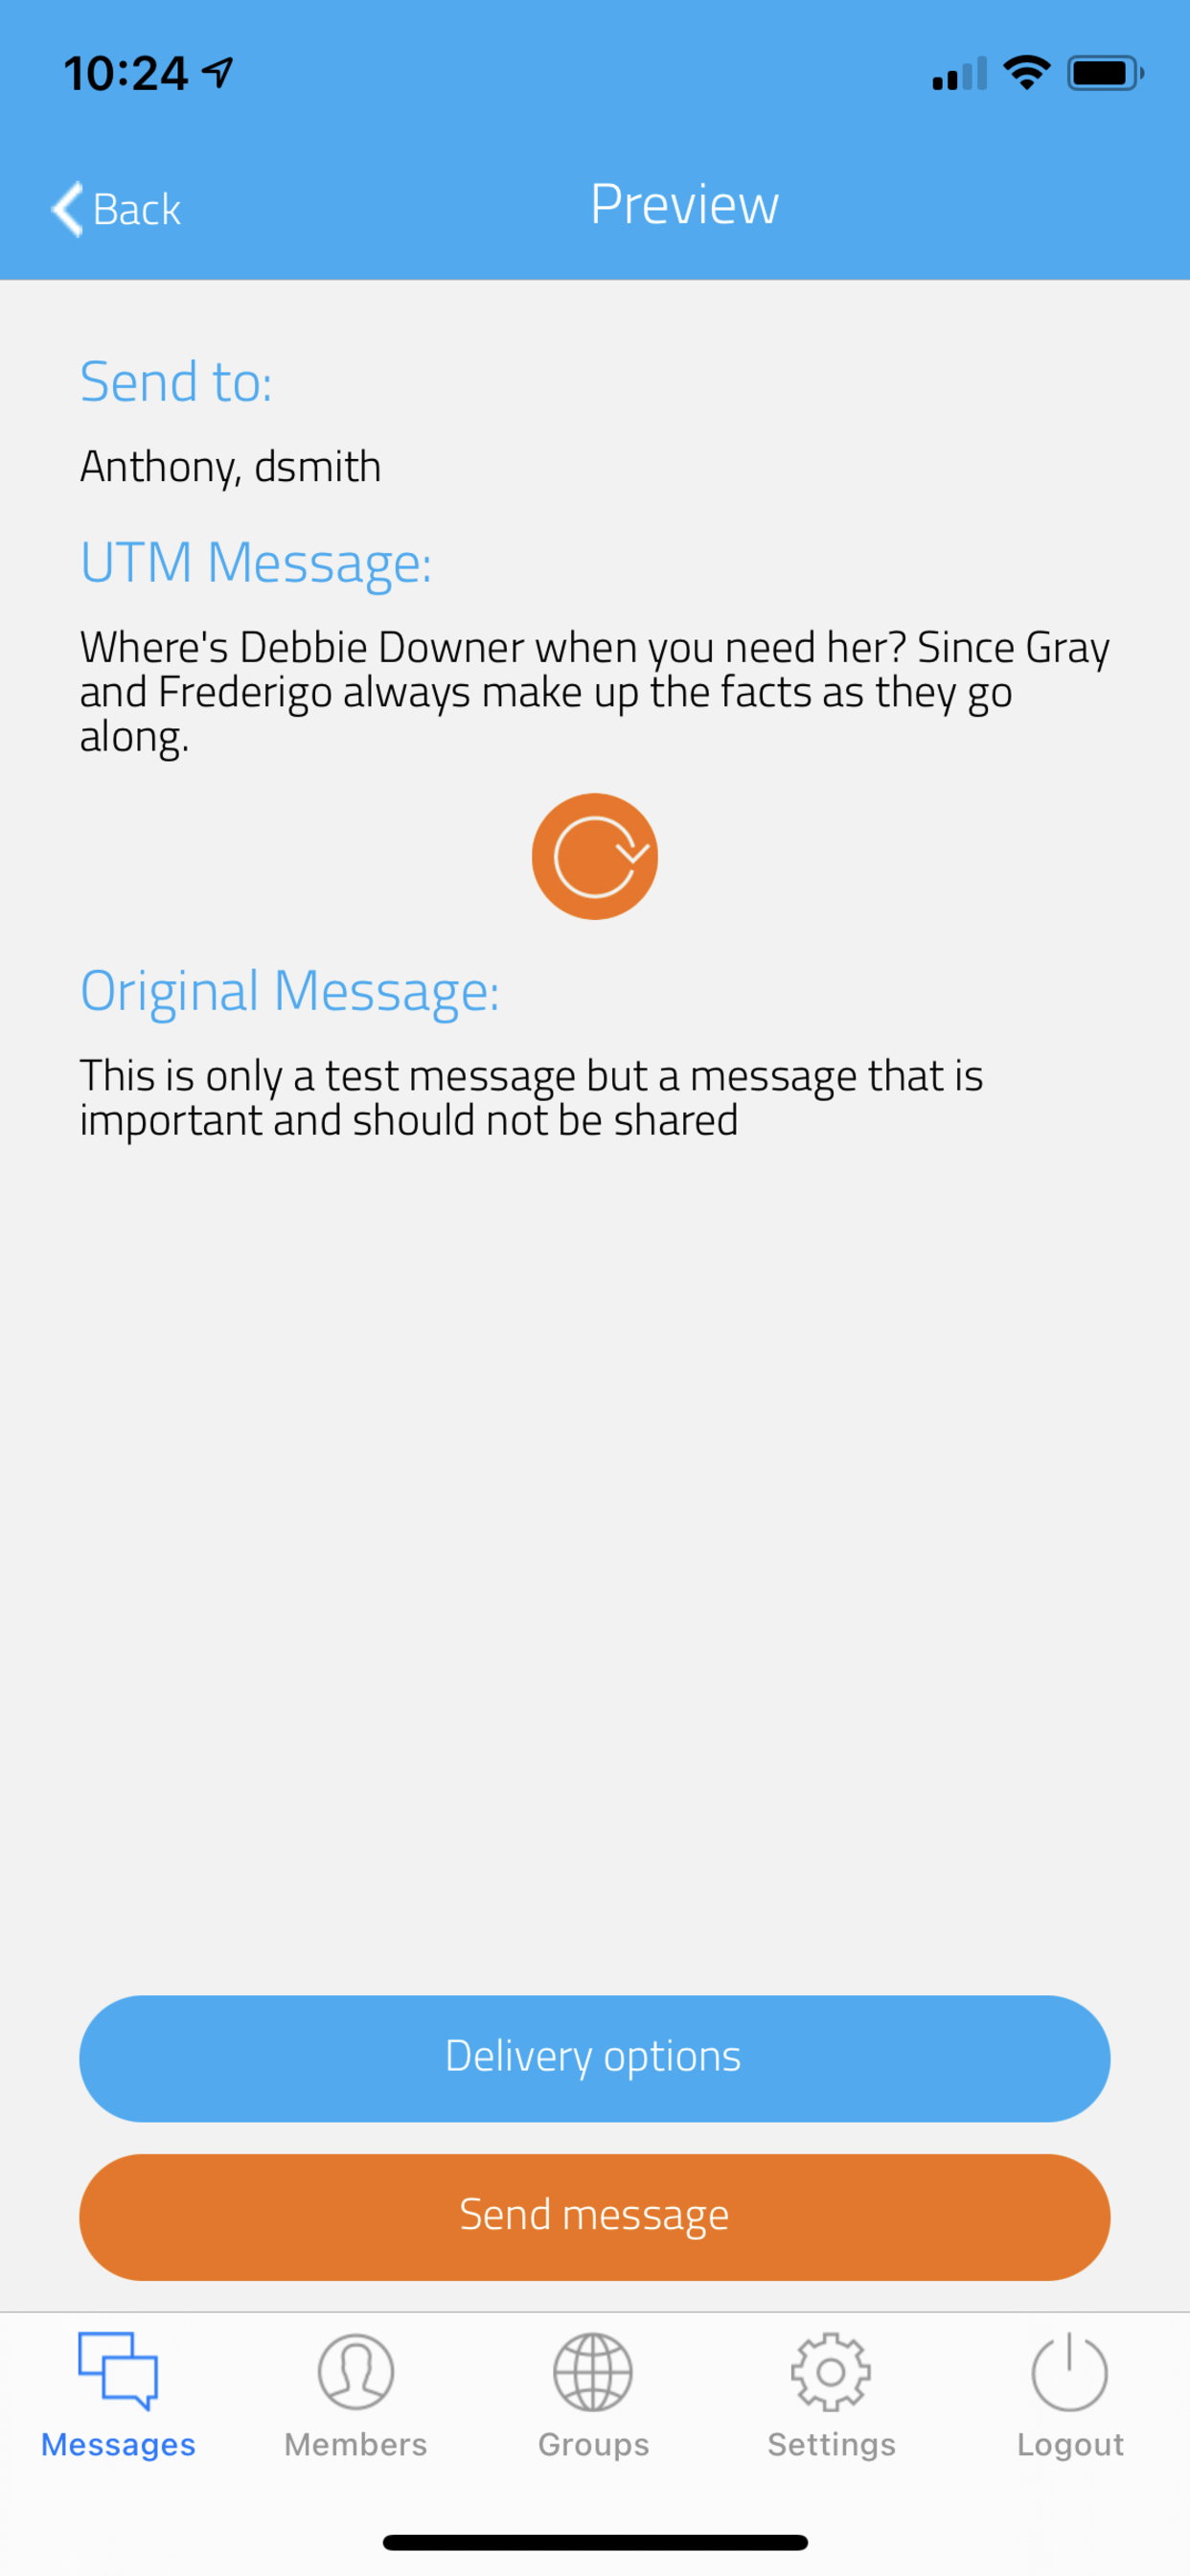 10:24
Back
Preview
Send to:
Anthony, dsmith
UTM Message:
Where's Debbie Downer when you need her? Since Gray
and Frederigo always make up the facts as they go
along.
Original Message:
This is only a test message but a message that is
important and should not be shared
Delivery options
Send message
Messages
Members
Groups
Settings
Logout